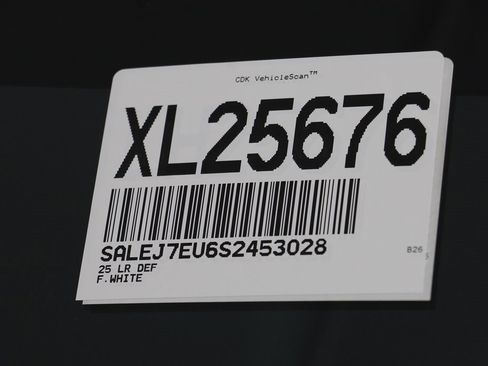 CDK VehicleScan™
XL25676
SALEJ7EU6S2453028
25 LR DEF
F.WHITE
B26